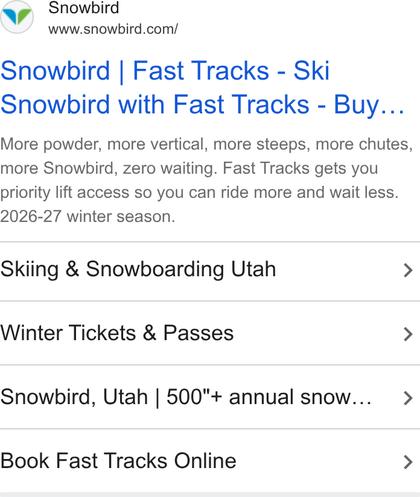 Snowbird
www.snowbird.com/
Snowbird | Fast Tracks - Ski
Snowbird with Fast Tracks - Buy…
More powder, more vertical, more steeps, more chutes,
more Snowbird, zero waiting. Fast Tracks gets you
priority lift access so you can ride more and wait less.
2026-27 winter season.
Skiing & Snowboarding Utah
Winter Tickets & Passes
Snowbird, Utah | 500"+ annual snow…
Book Fast Tracks Online